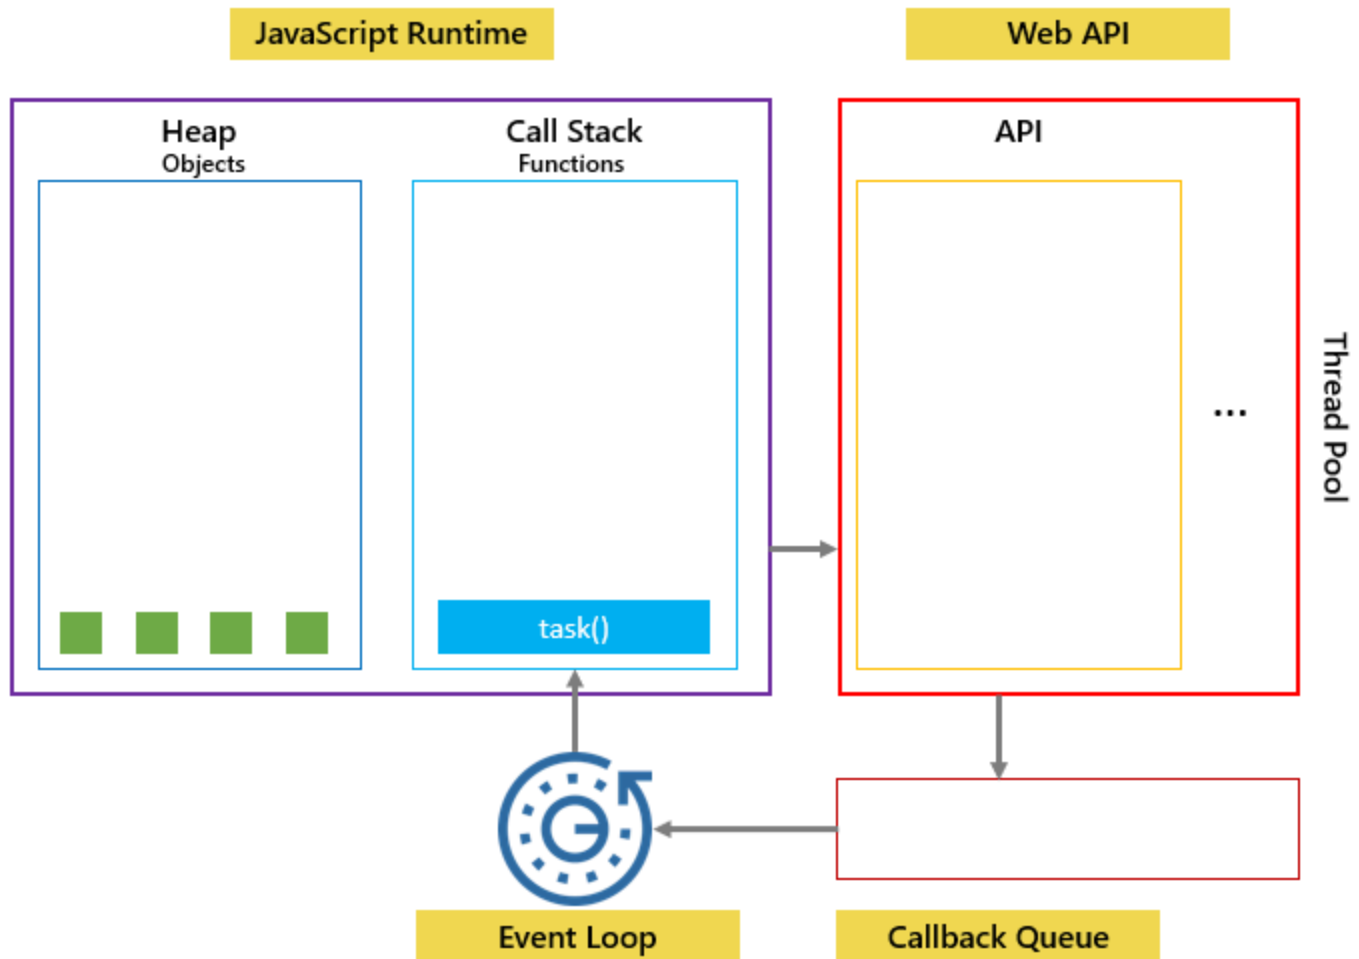 JavaScript Runtime
Web API
Heap
Objects
Call Stack
Functions
API
...
Thread Pool
task()
Event Loop
Callback Queue